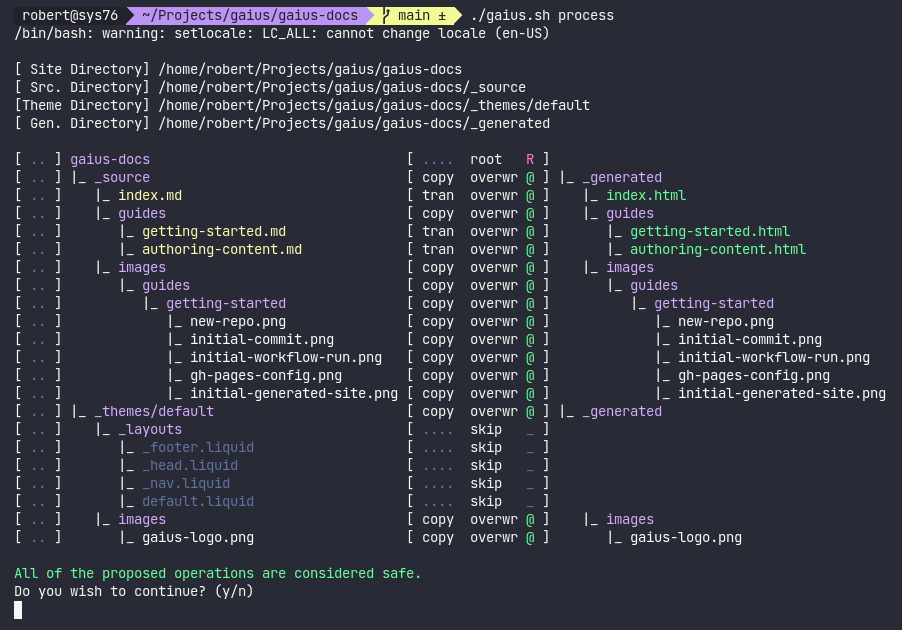 robert@sys76 ~/Projects/gaius/gaius-docs main ± ./gaius.sh process
/bin/bash: warning: setlocale: LC_ALL: cannot change locale (en-US)
[ Site Directory] /home/robert/Projects/gaius/gaius-docs
[ Src. Directory] /home/robert/Projects/gaius/gaius-docs/_source
[Theme Directory] /home/robert/Projects/gaius/gaius-docs/_themes/default
[ Gen. Directory] /home/robert/Projects/gaius/gaius-docs/_generated
[ .. ] gaius-docs [ .... root R ]
[ .. ] |_ _source [ copy overwr @ ] |_ _generated
[ .. ] |_ index.md [ tran overwr @ ] |_ index.html
[ .. ] |_ guides [ copy overwr @ ] |_ guides
[ .. ] |_ getting-started.md [ tran overwr @ ] |_ getting-started.html
[ .. ] |_ authoring-content.md [ tran overwr @ ] |_ authoring-content.html
[ .. ] |_ images [ copy overwr @ ] |_ images
[ .. ] |_ guides [ copy overwr @ ] |_ guides
[ .. ] |_ getting-started [ copy overwr @ ] |_ getting-started
[ .. ] |_ new-repo.png [ copy overwr @ ] |_ new-repo.png
[ .. ] |_ initial-commit.png [ copy overwr @ ] |_ initial-commit.png
[ .. ] |_ initial-workflow-run.png [ copy overwr @ ] |_ initial-workflow-run.png
[ .. ] |_ gh-pages-config.png [ copy overwr @ ] |_ gh-pages-config.png
[ .. ] |_ initial-generated-site.png [ copy overwr @ ] |_ initial-generated-site.png
[ .. ] |_ _themes/default [ copy overwr @ ] |_ _generated
[ .. ] |_ _layouts [ .... skip _ ]
[ .. ] |_ _footer.liquid [ .... skip _ ]
[ .. ] |_ _head.liquid [ .... skip _ ]
[ .. ] |_ _nav.liquid [ .... skip _ ]
[ .. ] |_ default.liquid [ .... skip _ ]
[ .. ] |_ images [ copy overwr @ ] |_ images
[ .. ] |_ gaius-logo.png [ copy overwr @ ] |_ gaius-logo.png
All of the proposed operations are considered safe.
Do you wish to continue? (y/n)